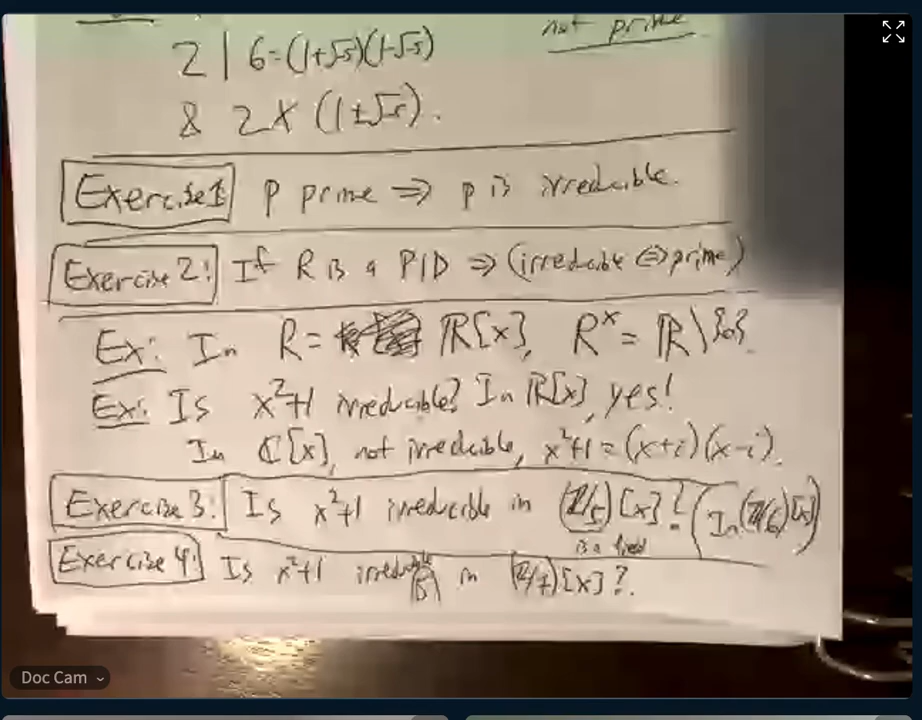 not prime
2 | 6 = (1+√-5)(1-√-5)
& 2 ∤ (1±√-5).
Exercise 1: p prime ⇒ p is irreducible.
Exercise 2: If R is a PID ⇒ (irreducible ⇔ prime)
Ex: In R = ℝ[x], R^x = ℝ\{0}.
Ex: Is x²+1 irreducible? In ℝ[x], yes!
In ℂ[x], not irreducible, x²+1 = (x+i)(x-i).
Exercise 3: Is x²+1 irreducible in (ℤ/5)[x]? (In (ℤ/6)[x])
is a field
Exercise 4: Is x²+1 irreducible in (ℤ/7)[x]?
Doc Cam